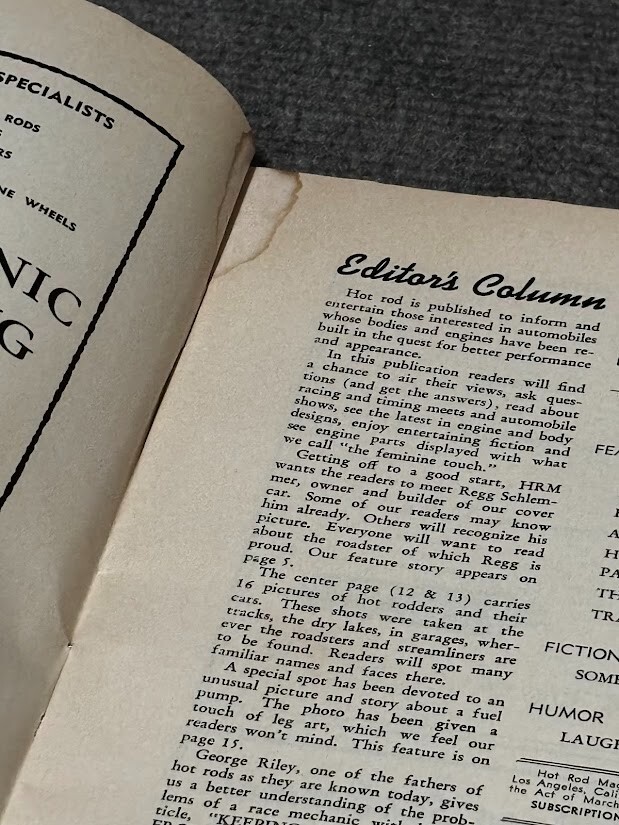 SPECIALISTS
RODS
NE WHEELS
NIC
NG
Editor's Column
Hot rod is published to inform and
entertain those interested in automobiles
whose bodies and engines have been re-
built in the quest for better performance
and appearance.
In this publication readers will find
a chance to air their views, ask ques-
tions (and get the answers), read about
racing and timing meets and automobile
shows, see the latest in engine and body
designs, enjoy entertaining fiction and
see engine parts displayed with what
we call "the feminine touch."
Getting off to a good start, HRM
wants the readers to meet Regg Schlem-
mer, owner and builder of our cover
car. Some of our readers may know
him already. Others will recognize his
picture. Everyone will want to read
about the roadster of which Regg is
proud. Our feature story appears on
page 5.
The center page (12 & 13) carries
16 pictures of hot rodders and their
cars. These shots were taken at the
tracks, the dry lakes, in garages, wher-
ever the roadsters and streamliners are
to be found. Readers will spot many
familiar names and faces there.
A special spot has been devoted to an
unusual picture and story about a fuel
pump. The photo has been given a
touch of leg art, which we feel our
readers won't mind. This feature is on
page 15.
George Riley, one of the fathers of
hot rods as they are known today, gives
us a better understanding of the prob-
lems of a race mechanic with
ticle, "KEEPING
FEA
A
H
PA
TH
TRA
FICTION
SOME
HUMOR
LAUGH
Hot Rod Mag
Los Angeles, Cali
the Act of March
SUBSCRIPTION